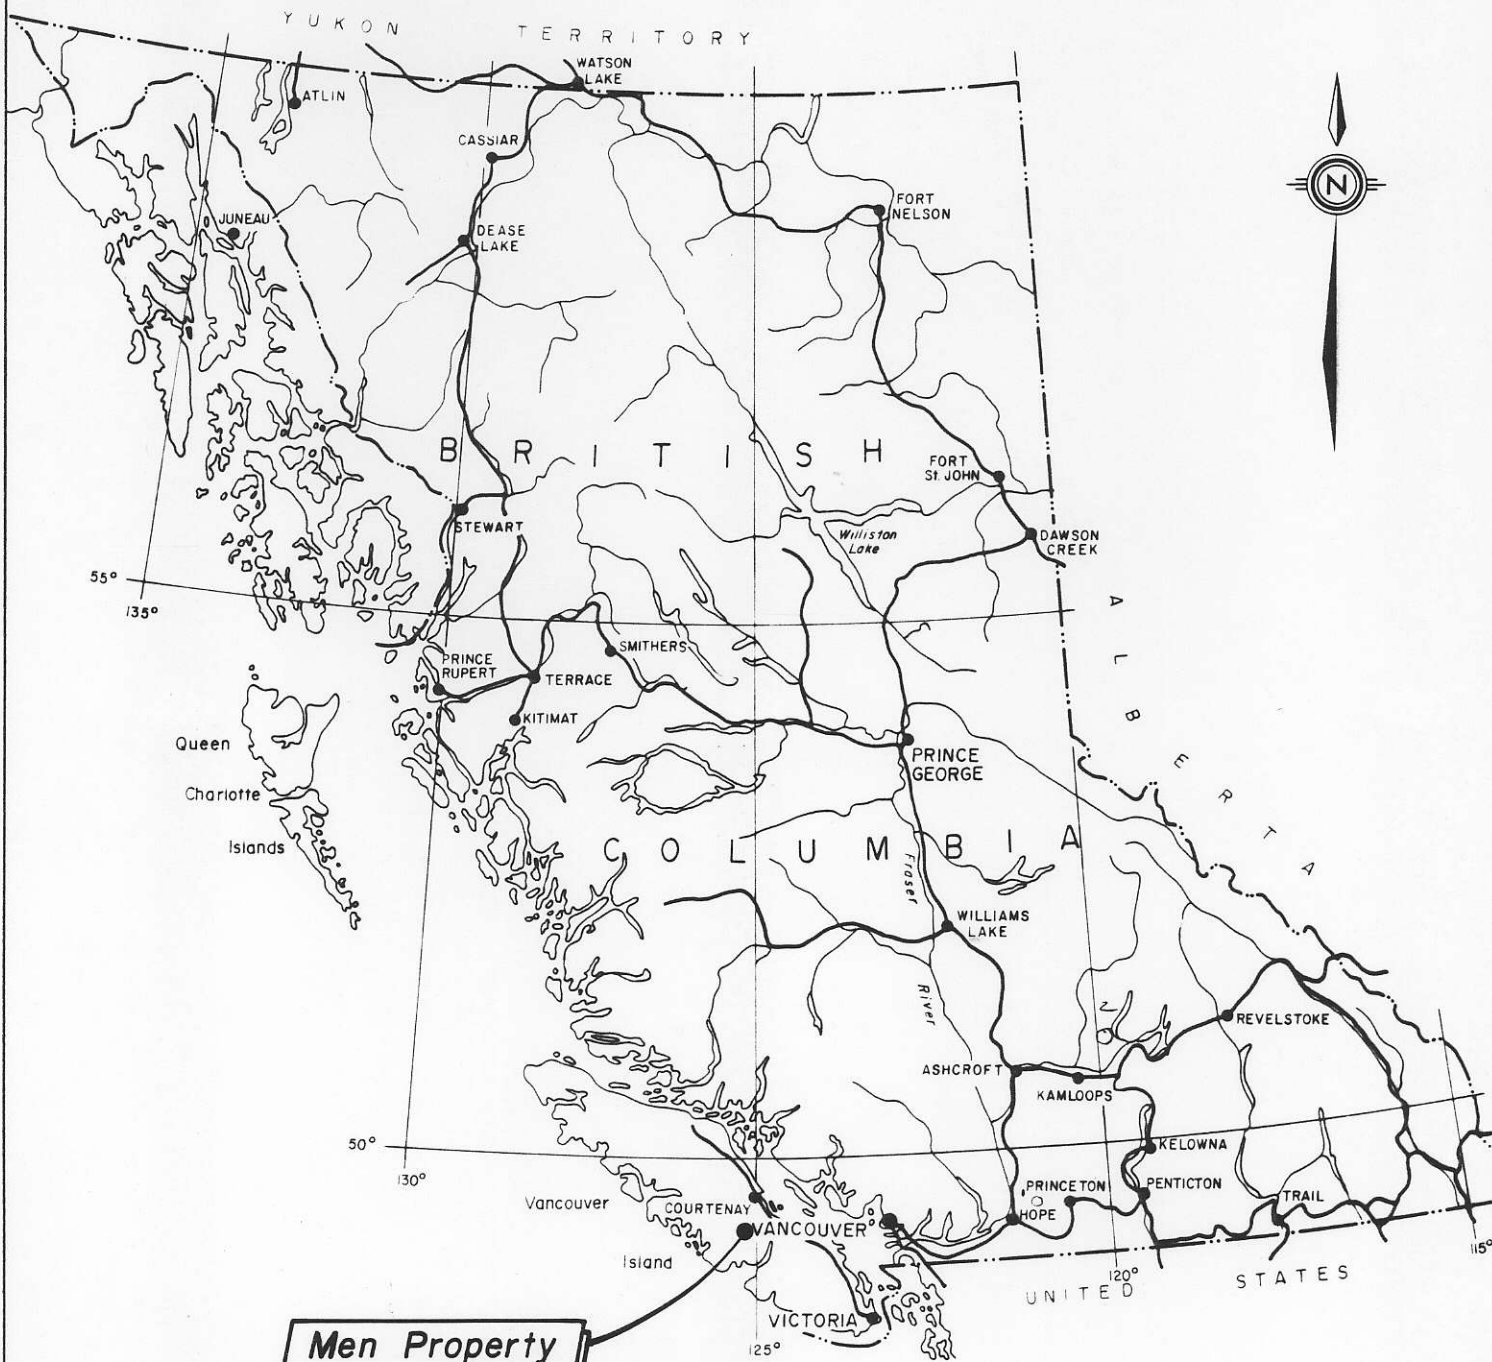 YUKON TERRITORY
WATSON
LAKE
ATLIN
CASSIAR
N
FORT
NELSON
JUNEAU
DEASE
LAKE
BRITISH
FORT
St. JOHN
STEWART
Williston
Lake
DAWSON
CREEK
55°
135°
ALBERTA
PRINCE
RUPERT
SMITHERS
TERRACE
KITIMAT
Queen
Charlotte
Islands
PRINCE
GEORGE
COLUMBIA
Fraser
River
WILLIAMS
LAKE
2
REVELSTOKE
ASHCROFT
KAMLOOPS
50°
130°
KELOWNA
Vancouver
Island
COURTENAY
PRINCETON
PENTICTON
TRAIL
HOPE
VANCOUVER
115°
120°
UNITED STATES
VICTORIA
125°
Men Property